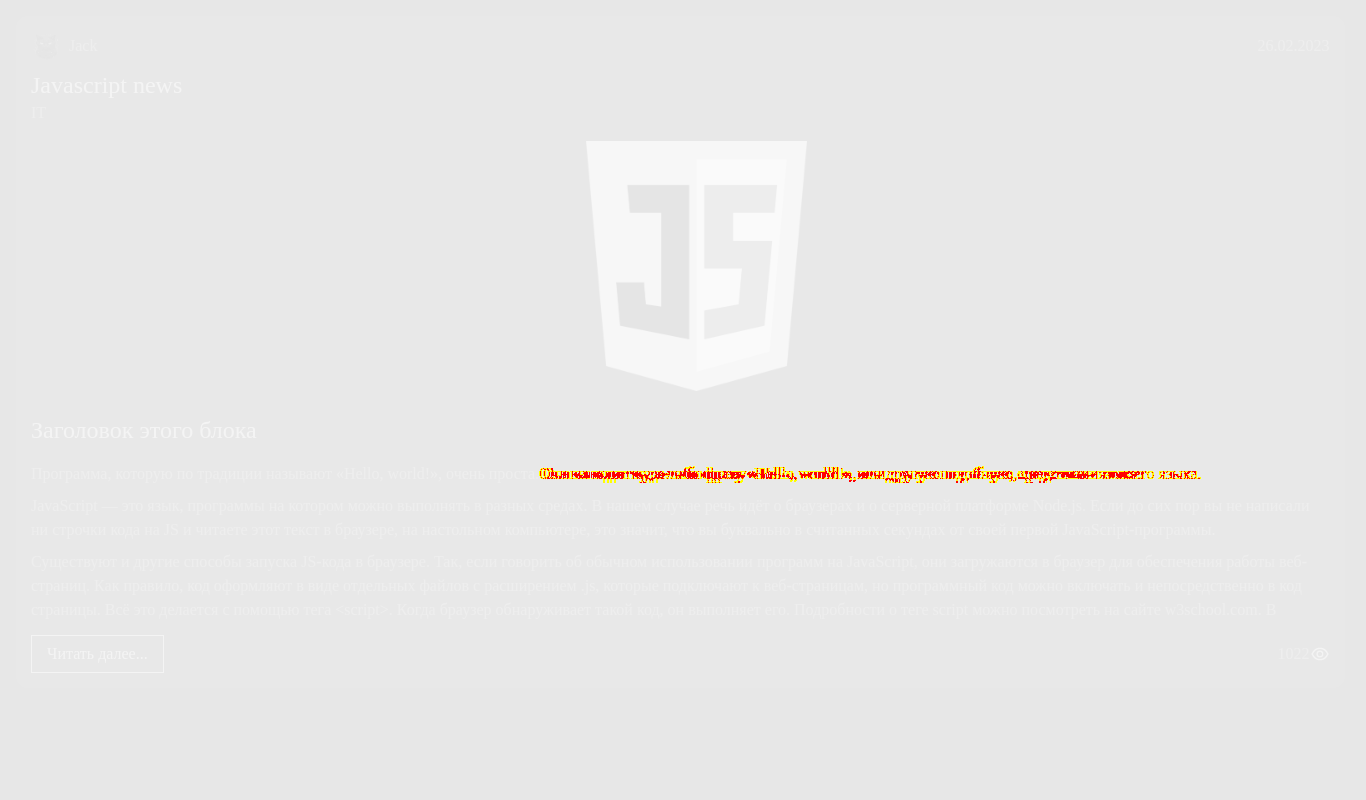 Jack
26.02.2022
Javascript news
IT
JS
Заголовок этого блока
Программа, которую по традиции называют «Hello, world!», очень проста.
JavaScript — это язык, программы на котором можно выполнять в разных средах. В нашем случае речь идёт о браузерах и о серверной платформе Node.js. Если до сих пор вы не написали
ни строчки кода на JS и читаете этот текст в браузере, на настольном компьютере, это значит, что вы буквально в считанных секундах от своей первой JavaScript-программы.
Существуют и другие способы запуска JS-кода в браузере. Так, если говорить об обычном использовании программ на JavaScript, они загружаются в браузер для обеспечения работы веб-
страниц. Как правило, код оформляют в виде отдельных файлов с расширением .js, которые подключают к веб-страницам, но программный код можно включать и непосредственно в код
страницы. Всё это делается с помощью тега <script>. Когда браузер обнаруживает такой код, он выполняет его. Подробности о теге script можно посмотреть на сайте w3school.com. В
Читать далее...
1022